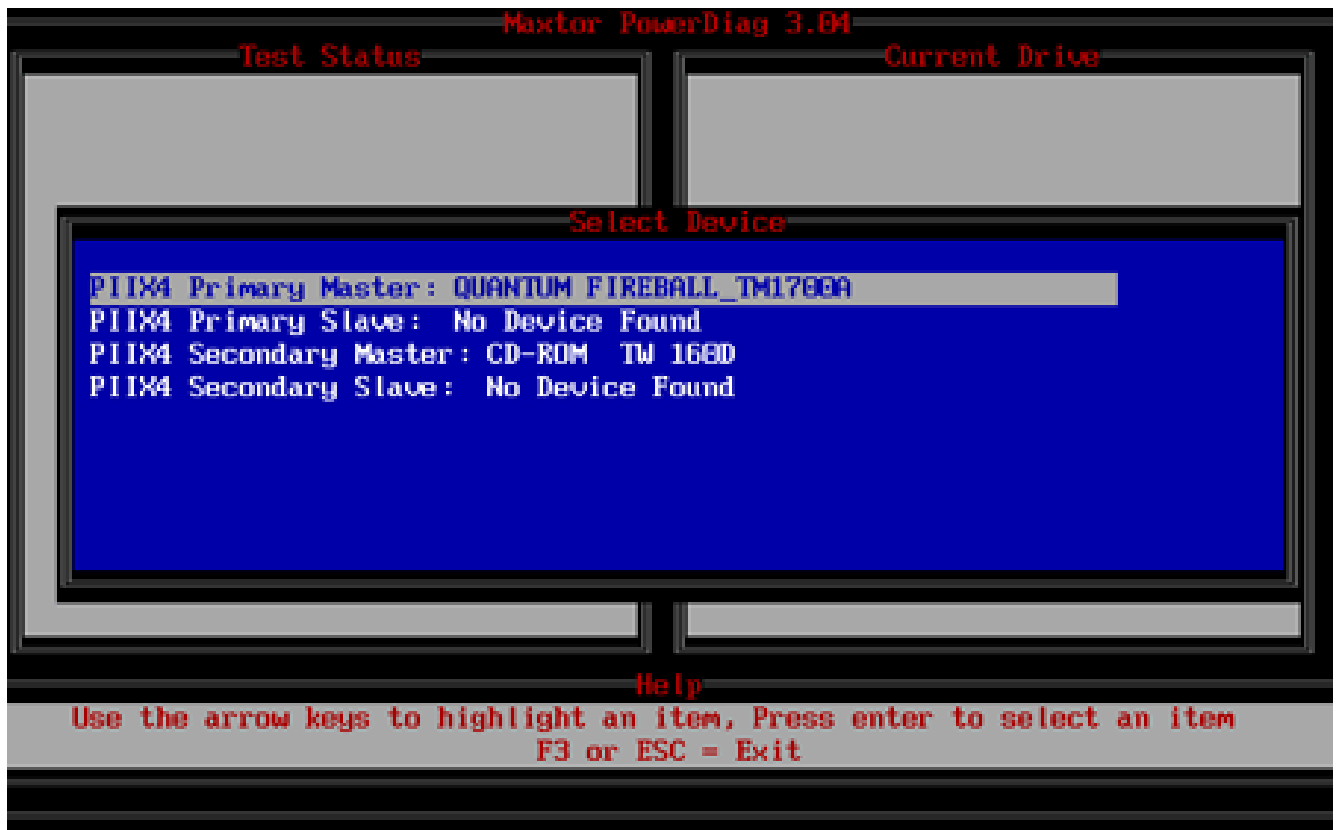 Maxtor PowerDiag 3.04
Test Status
Current Drive
Select Device
PIIX4 Primary Master: QUANTUM FIREBALL_TM1700A
PIIX4 Primary Slave: No Device Found
PIIX4 Secondary Master: CD-ROM TW 160D
PIIX4 Secondary Slave: No Device Found
Help
Use the arrow keys to highlight an item, Press enter to select an item
F3 or ESC = Exit